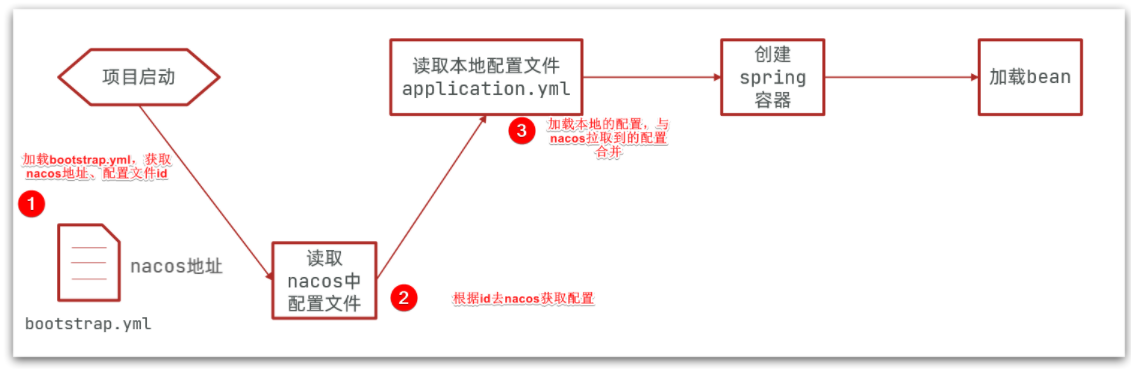 项目启动
加载bootstrap.yml，获取
nacos地址、配置文件id
1
nacos地址
bootstrap.yml
读取
nacos中
配置文件
2
根据id去nacos获取配置
读取本地配置文件
application.yml
3
加载本地的配置，与
nacos拉取到的配置
合并
创建
spring
容器
加载bean